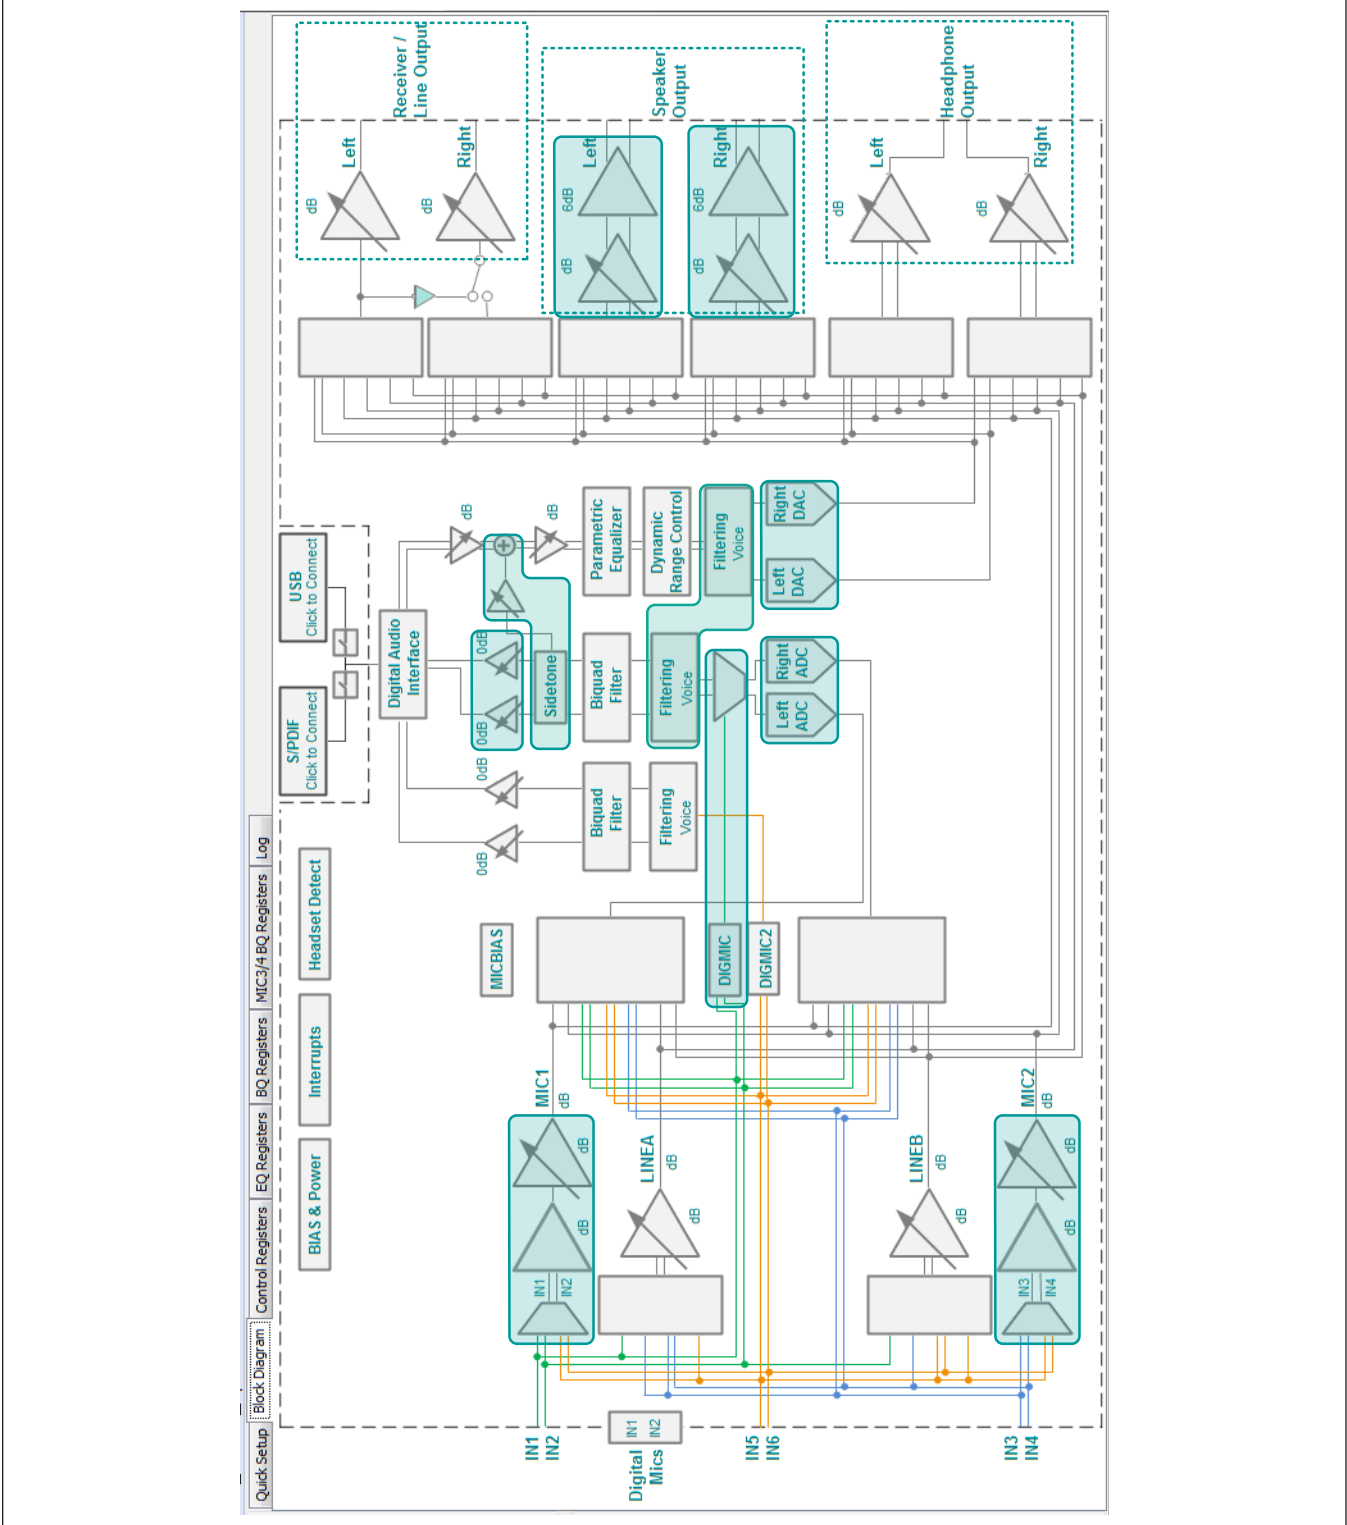 Quick Setup
Block Diagram
Control Registers
EQ Registers
BQ Registers
MIC3/4 BQ Registers
Log
BIAS & Power
Interrupts
Headset Detect
S/PDIF
Click to Connect
USB
Click to Connect
Digital Audio
Interface
MICBIAS
0dB
0dB
0dB
0dB
dB
dB
Sidetone
Biquad
Filter
Biquad
Filter
Parametric
Equalizer
Dynamic
Range Control
Filtering
Voice
Filtering
Voice
Filtering
Voice
DIGMIC
DIGMIC2
Left
ADC
Right
ADC
Left
DAC
Right
DAC
IN1
IN2
Digital
Mics
IN1
IN2
IN5
IN6
IN3
IN4
IN1
IN2
dB
dB
MIC1
dB
LINEA
dB
dB
LINEB
dB
dB
IN3
IN4
dB
dB
MIC2
dB
dB
Left
dB
Right
Receiver /
Line Output
dB
6dB
Left
dB
6dB
Right
Speaker
Output
dB
Left
dB
Right
Headphone
Output